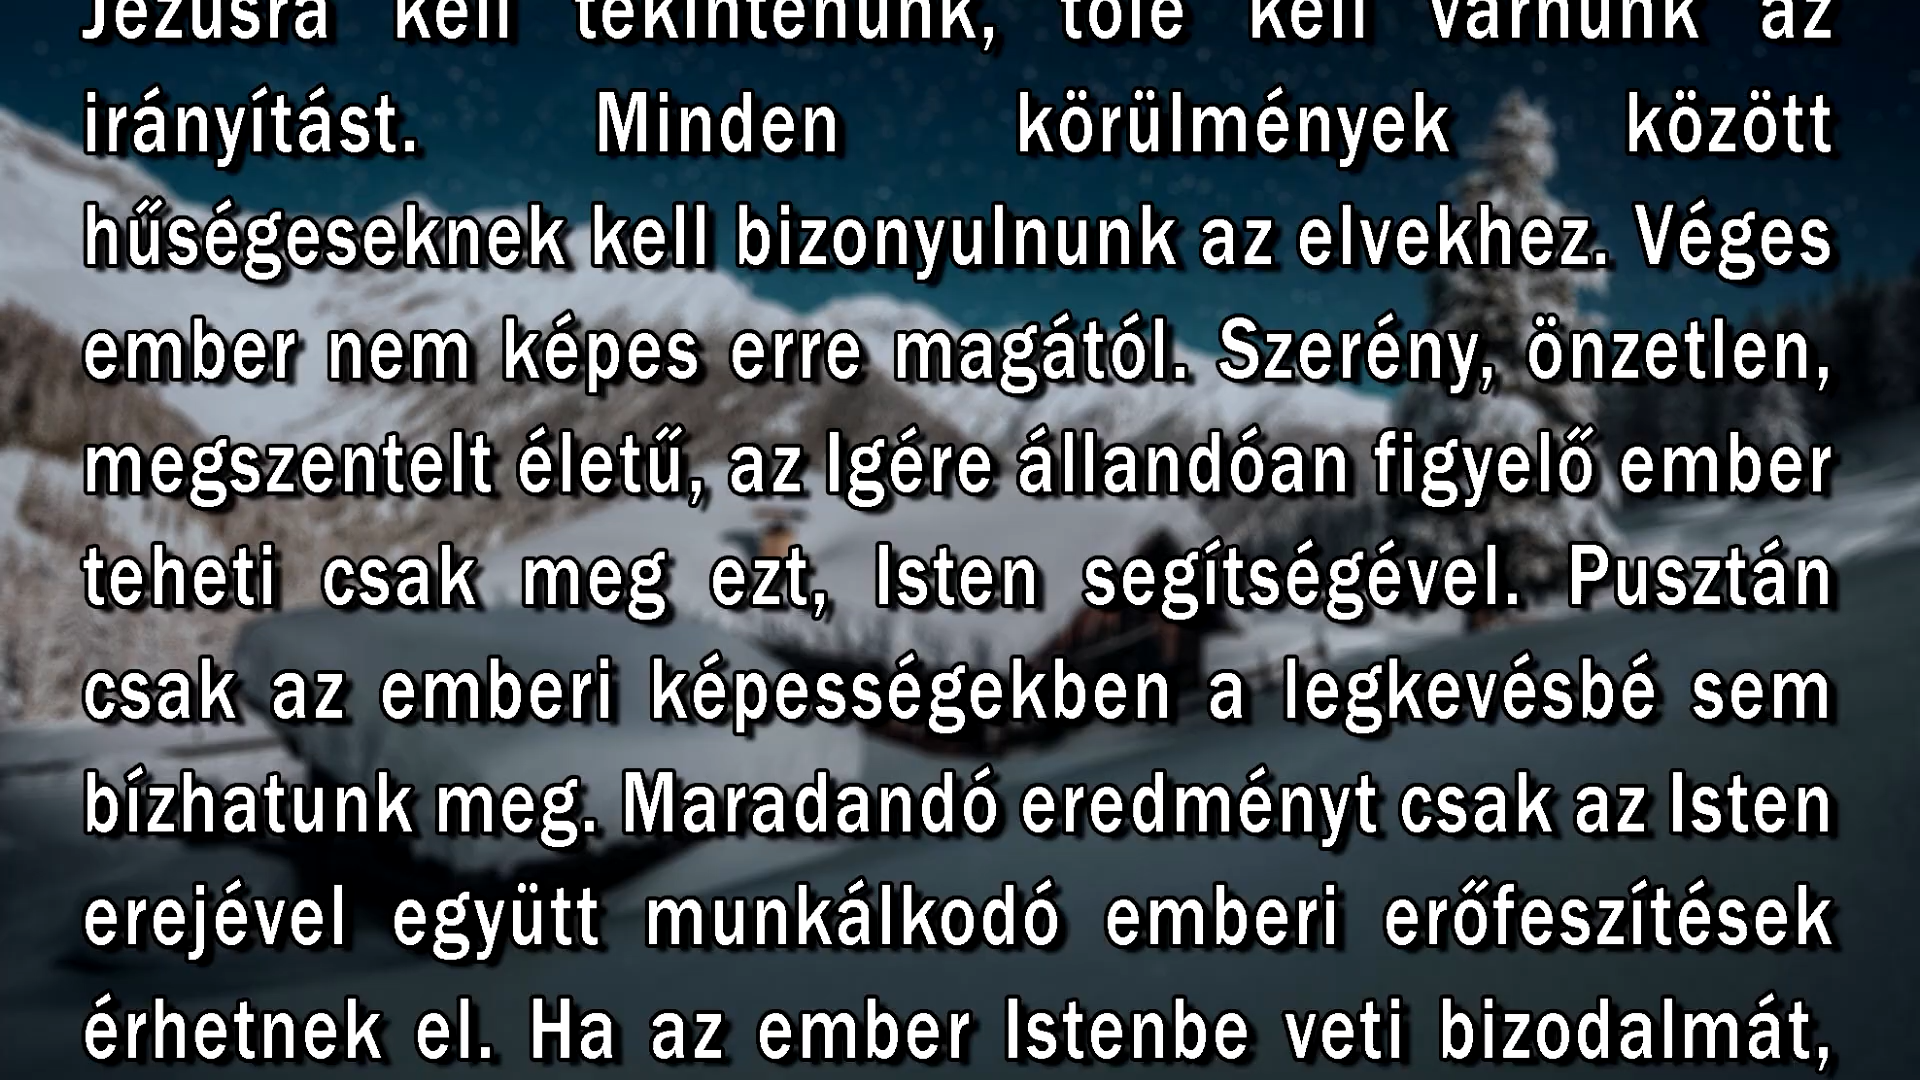 Jézusra kell tekintenünk, tőle kell várnunk az
irányítást. Minden körülmények között
hűségeseknek kell bizonyulnunk az elvekhez. Véges
ember nem képes erre magától. Szerény, önzetlen,
megszentelt életű, az Igére állandóan figyelő ember
teheti csak meg ezt, Isten segítségével. Pusztán
csak az emberi képességekben a legkevésbé sem
bízhatunk meg. Maradandó eredményt csak az Isten
erejével együtt munkálkodó emberi erőfeszítések
érhetnek el. Ha az ember Istenbe veti bizodalmát,